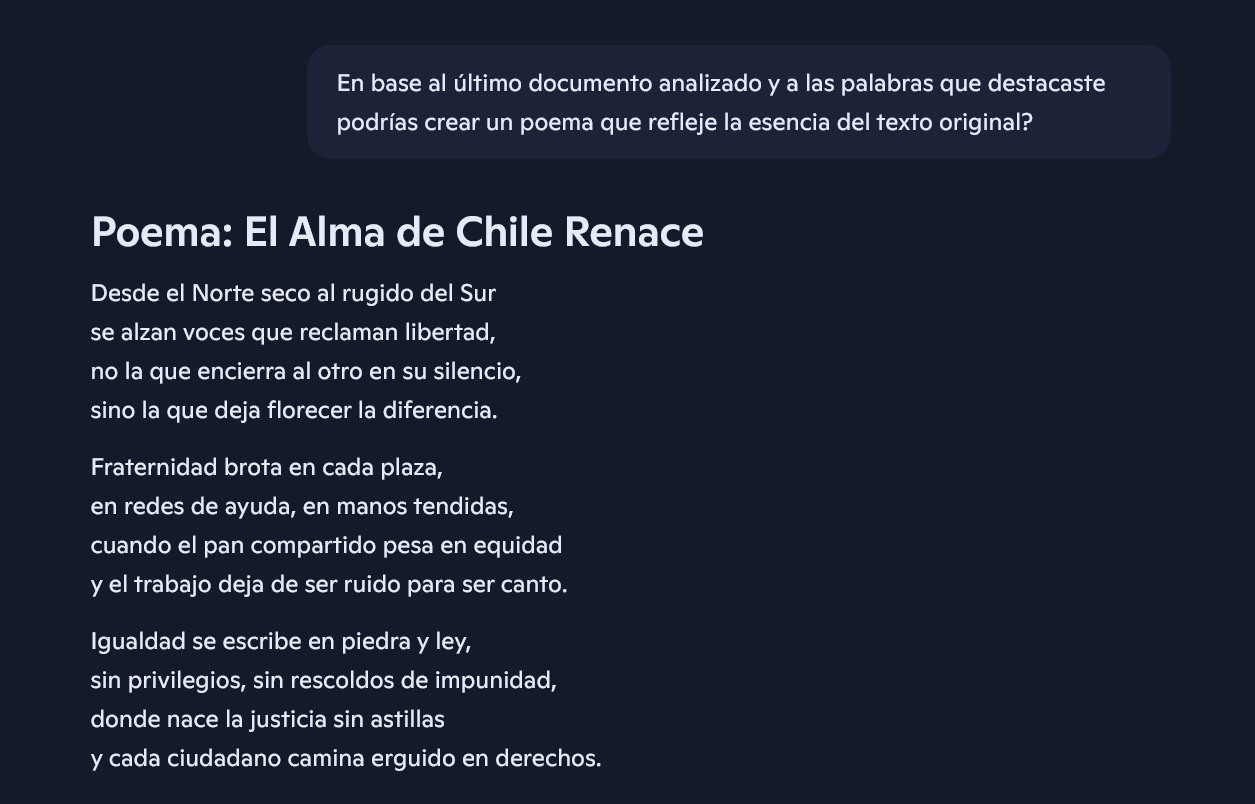 En base al último documento analizado y a las palabras que destacaste
podrías crear un poema que refleje la esencia del texto original?
Poema: El Alma de Chile Renace
Desde el Norte seco al rugido del Sur
se alzan voces que reclaman libertad,
no la que encierra al otro en su silencio,
sino la que deja florecer la diferencia.
Fraternidad brota en cada plaza,
en redes de ayuda, en manos tendidas,
cuando el pan compartido pesa en equidad
y el trabajo deja de ser ruido para ser canto.
Igualdad se escribe en piedra y ley,
sin privilegios, sin rescoldos de impunidad,
donde nace la justicia sin astillas
y cada ciudadano camina erguido en derechos.